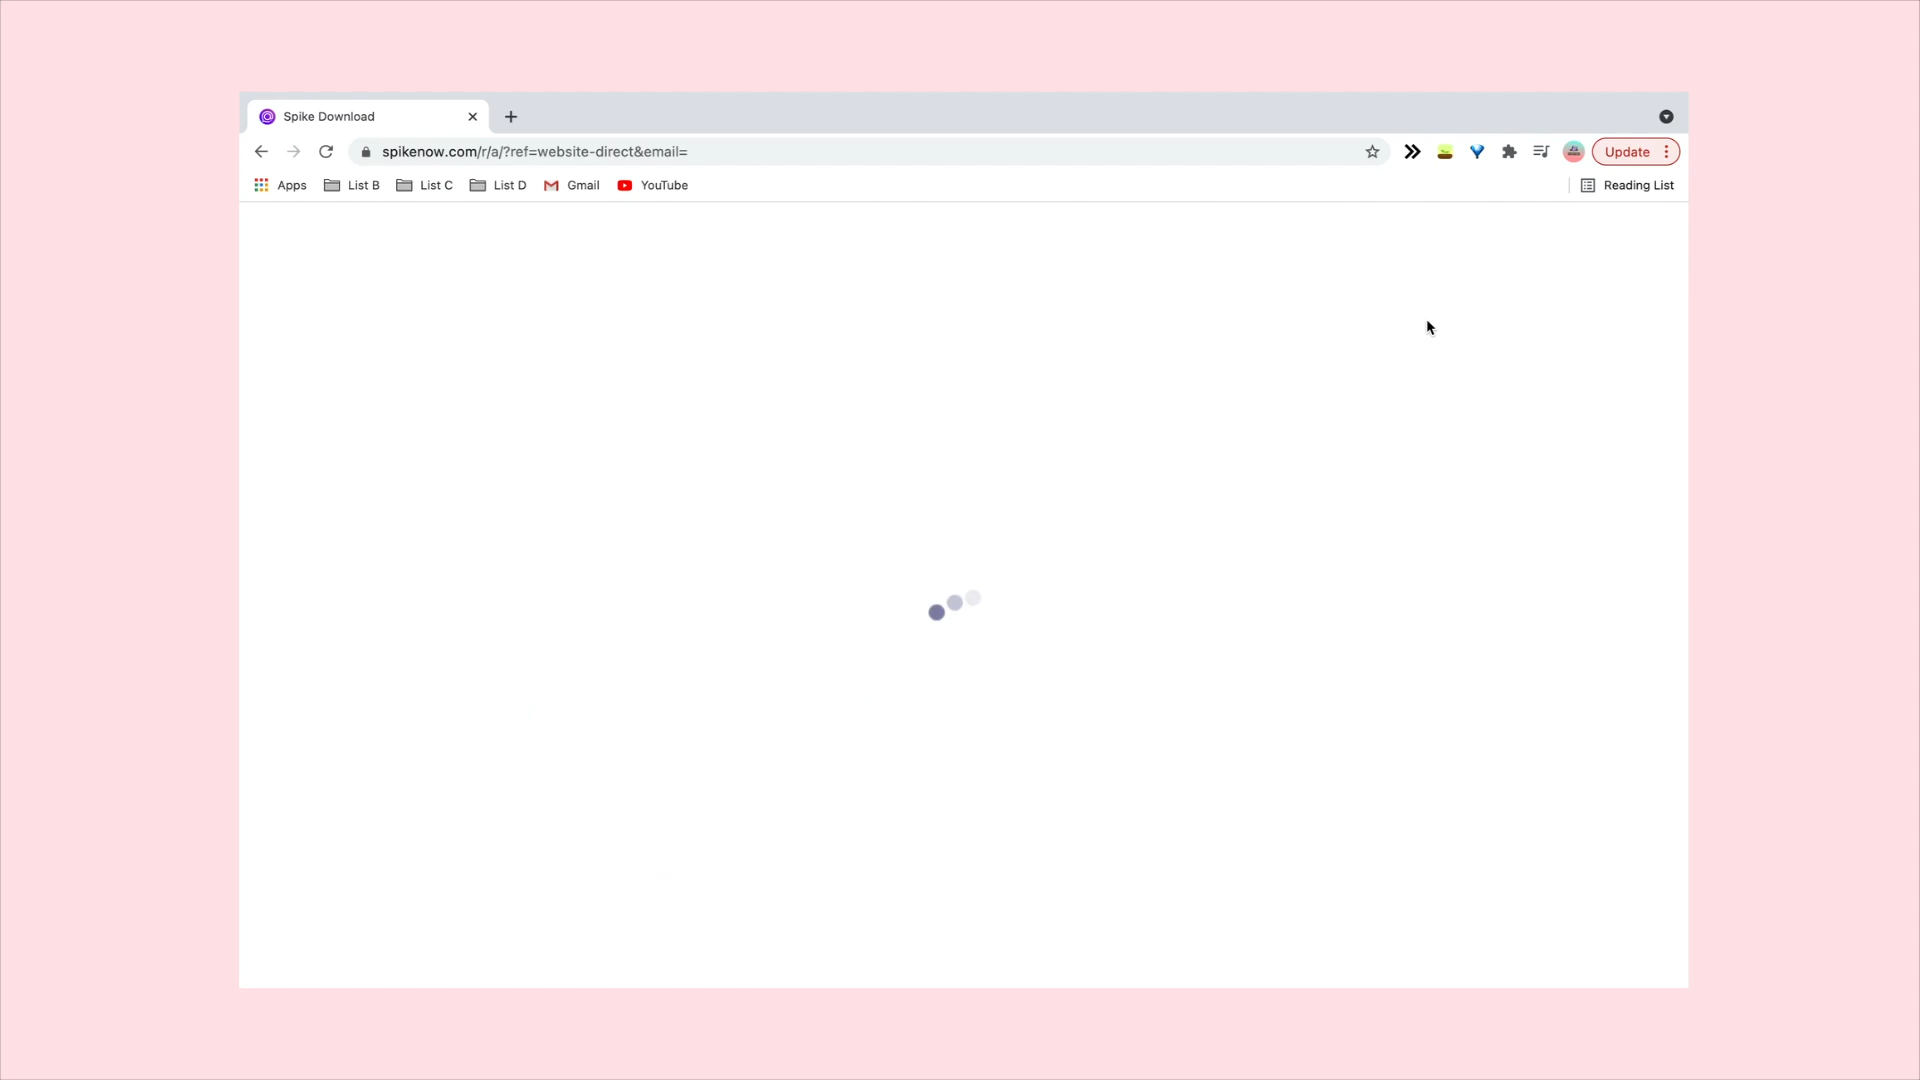 Spike Download
spikenow.com/r/a/?ref=website-direct&email=
Update
Apps List B List C List D Gmail YouTube Reading List